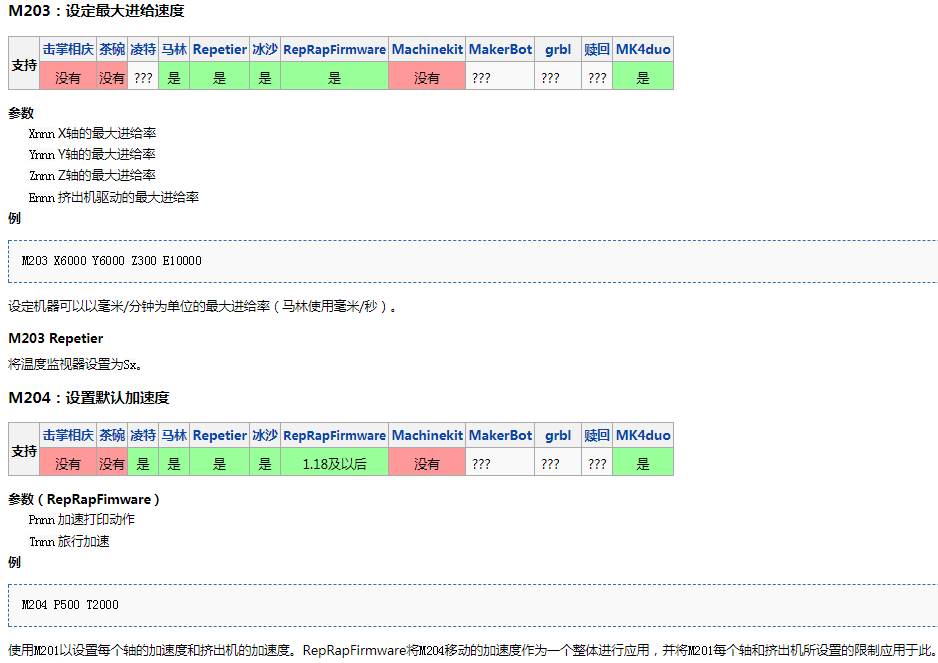 M203：设定最大进给速度
支持 击掌相庆 茶碗 凌特 马林 Repetier 冰沙 RepRapFirmware Machinekit MakerBot grbl 赎回 MK4duo
没有 没有 ??? 是 是 是 是 没有 ??? ??? ??? 是
参数
Xnnn X轴的最大进给率
Ynnn Y轴的最大进给率
Znnn Z轴的最大进给率
Ennn 挤出机驱动的最大进给率
例
M203 X6000 Y6000 Z300 E10000
设定机器可以以毫米/分钟为单位的最大进给率（马林使用毫米/秒）。
M203 Repetier
将温度监视器设置为Sx。
M204：设置默认加速度
支持 击掌相庆 茶碗 凌特 马林 Repetier 冰沙 RepRapFirmware Machinekit MakerBot grbl 赎回 MK4duo
没有 没有 是 是 是 是 1.18及以后 没有 ??? ??? ??? 是
参数（RepRapFimware）
Pnnn 加速打印动作
Tnnn 旅行加速
例
M204 P500 T2000
使用M201以设置每个轴的加速度和挤出机的加速度。RepRapFirmware将M204移动的加速度作为一个整体进行应用，并将M201每个轴和挤出机所设置的限制应用于此。